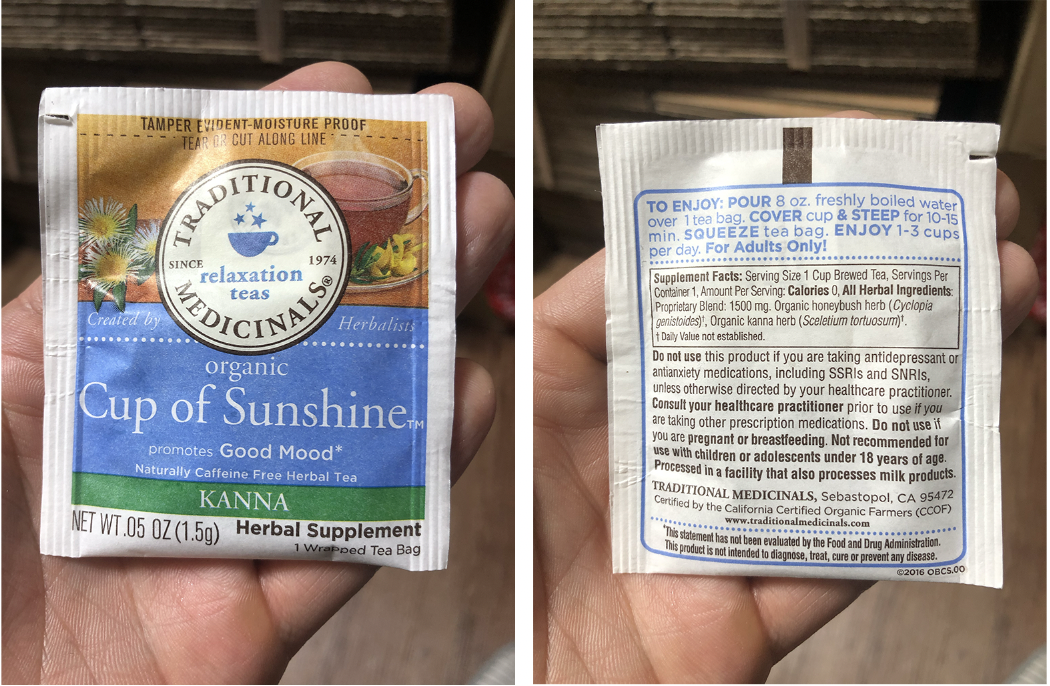 TAMPER EVIDENT-MOISTURE PROOF
TEAR OR CUT ALONG LINE
TRADITIONAL
SINCE 1974
relaxation
teas
MEDICINALS®
Created by Herbalists
organic
Cup of Sunshine™
promotes Good Mood*
Naturally Caffeine Free Herbal Tea
KANNA
NET WT .05 OZ (1.5g) Herbal Supplement
1 Wrapped Tea Bag
TO ENJOY: POUR 8 oz. freshly boiled water
over 1 tea bag. COVER cup & STEEP for 10-15
min. SQUEEZE tea bag. ENJOY 1-3 cups
per day. For Adults Only!
Supplement Facts: Serving Size 1 Cup Brewed Tea, Servings Per
Container 1, Amount Per Serving: Calories 0, All Herbal Ingredients:
Proprietary Blend: 1500 mg. Organic honeybush herb (Cyclopia
genistoides)†, Organic kanna herb (Sceletium tortuosum)†.
† Daily Value not established.
Do not use this product if you are taking antidepressant or
antianxiety medications, including SSRIs and SNRIs,
unless otherwise directed by your healthcare practitioner.
Consult your healthcare practitioner prior to use if you
are taking other prescription medications. Do not use if
you are pregnant or breastfeeding. Not recommended for
use with children or adolescents under 18 years of age.
Processed in a facility that also processes milk products.
TRADITIONAL MEDICINALS, Sebastopol, CA 95472
Certified by the California Certified Organic Farmers (CCOF)
www.traditionalmedicinals.com
*This statement has not been evaluated by the Food and Drug Administration.
This product is not intended to diagnose, treat, cure or prevent any disease.
©2016 OBCS.00